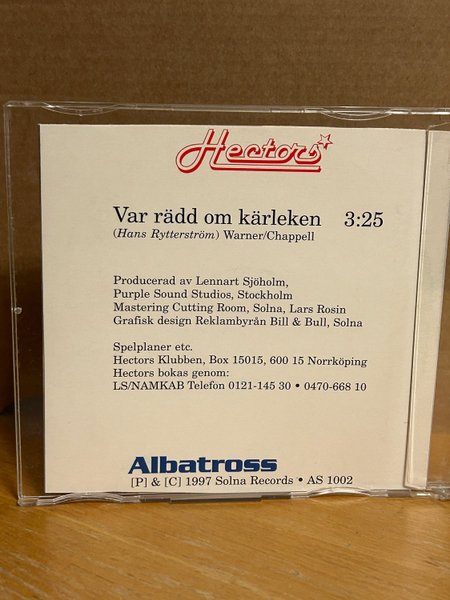 Hectors
Var rädd om kärleken 3:25
(Hans Rytterström) Warner/Chappell
Producerad av Lennart Sjöholm,
Purple Sound Studios, Stockholm
Mastering Cutting Room, Solna, Lars Rosin
Grafisk design Reklambyrån Bill & Bull, Solna
Spelplaner etc.
Hectors Klubben, Box 15015, 600 15 Norrköping
Hectors bokas genom:
LS/NAMKAB Telefon 0121-145 30 • 0470-668 10
Albatross
[P] & [C] 1997 Solna Records • AS 1002